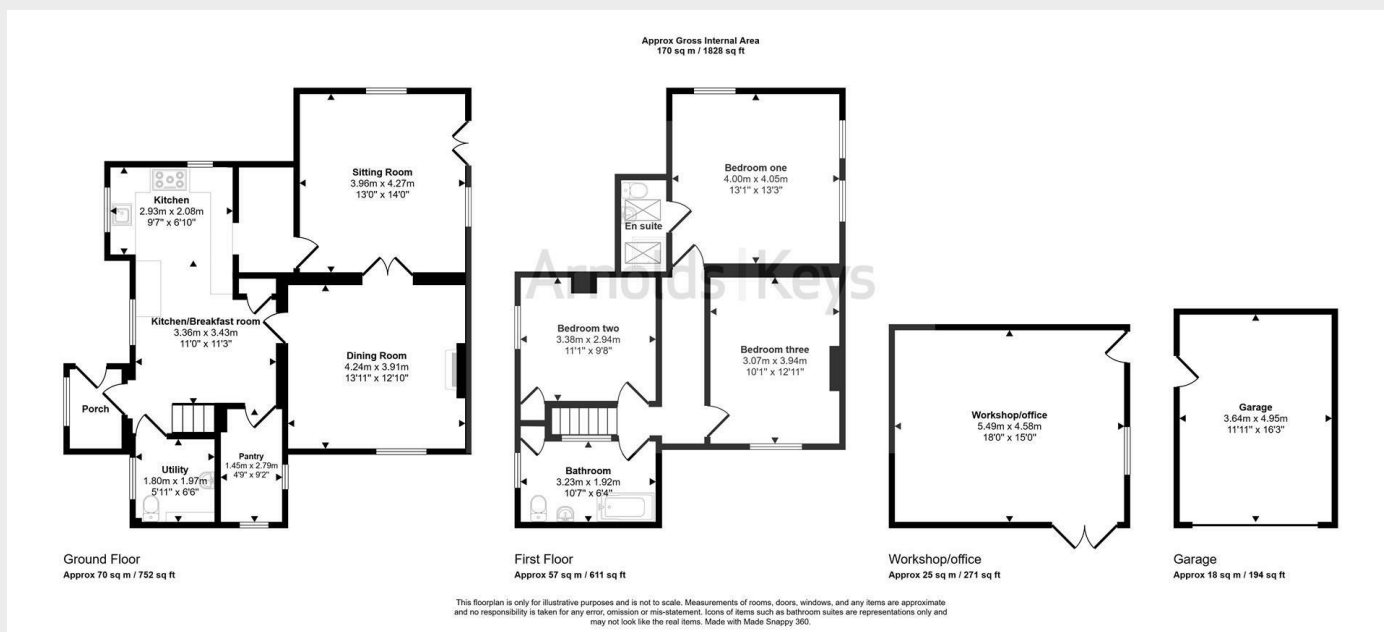 Approx Gross Internal Area
170 sq m / 1828 sq ft
Sitting Room
3.96m x 4.27m
13'0" x 14'0"
Kitchen
2.93m x 2.08m
9'7" x 6'10"
Kitchen/Breakfast room
3.36m x 3.43m
11'0" x 11'3"
Dining Room
4.24m x 3.91m
13'11" x 12'10"
Porch
Utility
1.80m x 1.97m
5'11" x 6'6"
Pantry
1.45m x 2.79m
4'9" x 9'2"
Ground Floor
Approx 70 sq m / 752 sq ft
Bedroom one
4.00m x 4.05m
13'1" x 13'3"
En suite
Arnolds | Keys
Bedroom two
3.38m x 2.94m
11'1" x 9'8"
Bedroom three
3.07m x 3.94m
10'1" x 12'11"
Bathroom
3.23m x 1.92m
10'7" x 6'4"
First Floor
Approx 57 sq m / 611 sq ft
Workshop/office
5.49m x 4.58m
18'0" x 15'0"
Workshop/office
Approx 25 sq m / 271 sq ft
Garage
3.64m x 4.95m
11'11" x 16'3"
Garage
Approx 18 sq m / 194 sq ft
This floorplan is only for illustrative purposes and is not to scale. Measurements of rooms, doors, windows, and any items are approximate
and no responsibility is taken for any error, omission or mis-statement. Icons of items such as bathroom suites are representations only and
may not look like the real items. Made with Made Snappy 360.